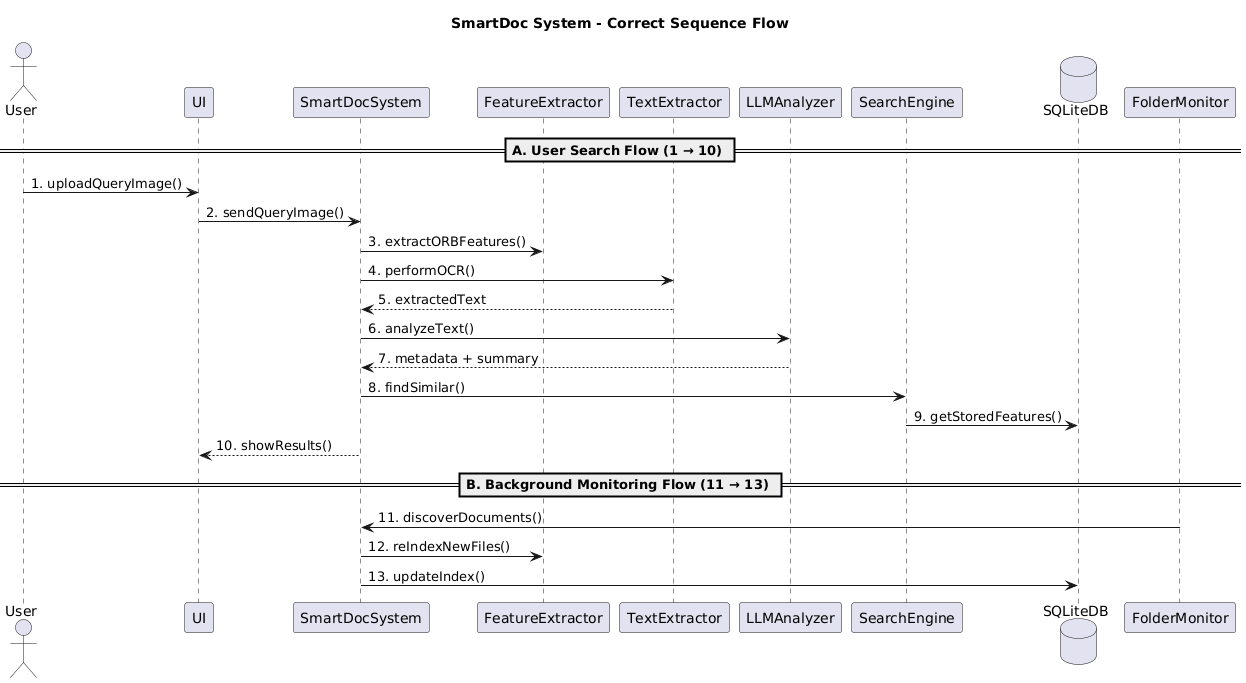 SmartDoc System - Correct Sequence Flow
User
UI
SmartDocSystem
FeatureExtractor
TextExtractor
LLMAnalyzer
SearchEngine
SQLiteDB
FolderMonitor
A. User Search Flow (1 → 10)
1. uploadQueryImage()
2. sendQueryImage()
3. extractORBFeatures()
4. performOCR()
5. extractedText
6. analyzeText()
7. metadata + summary
8. findSimilar()
9. getStoredFeatures()
10. showResults()
B. Background Monitoring Flow (11 → 13)
11. discoverDocuments()
12. reIndexNewFiles()
13. updateIndex()
User
UI
SmartDocSystem
FeatureExtractor
TextExtractor
LLMAnalyzer
SearchEngine
SQLiteDB
FolderMonitor